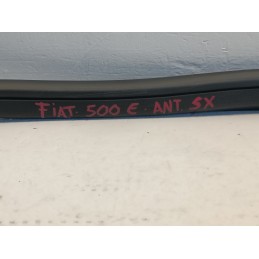 FIAT. 500 E. ANT. SX